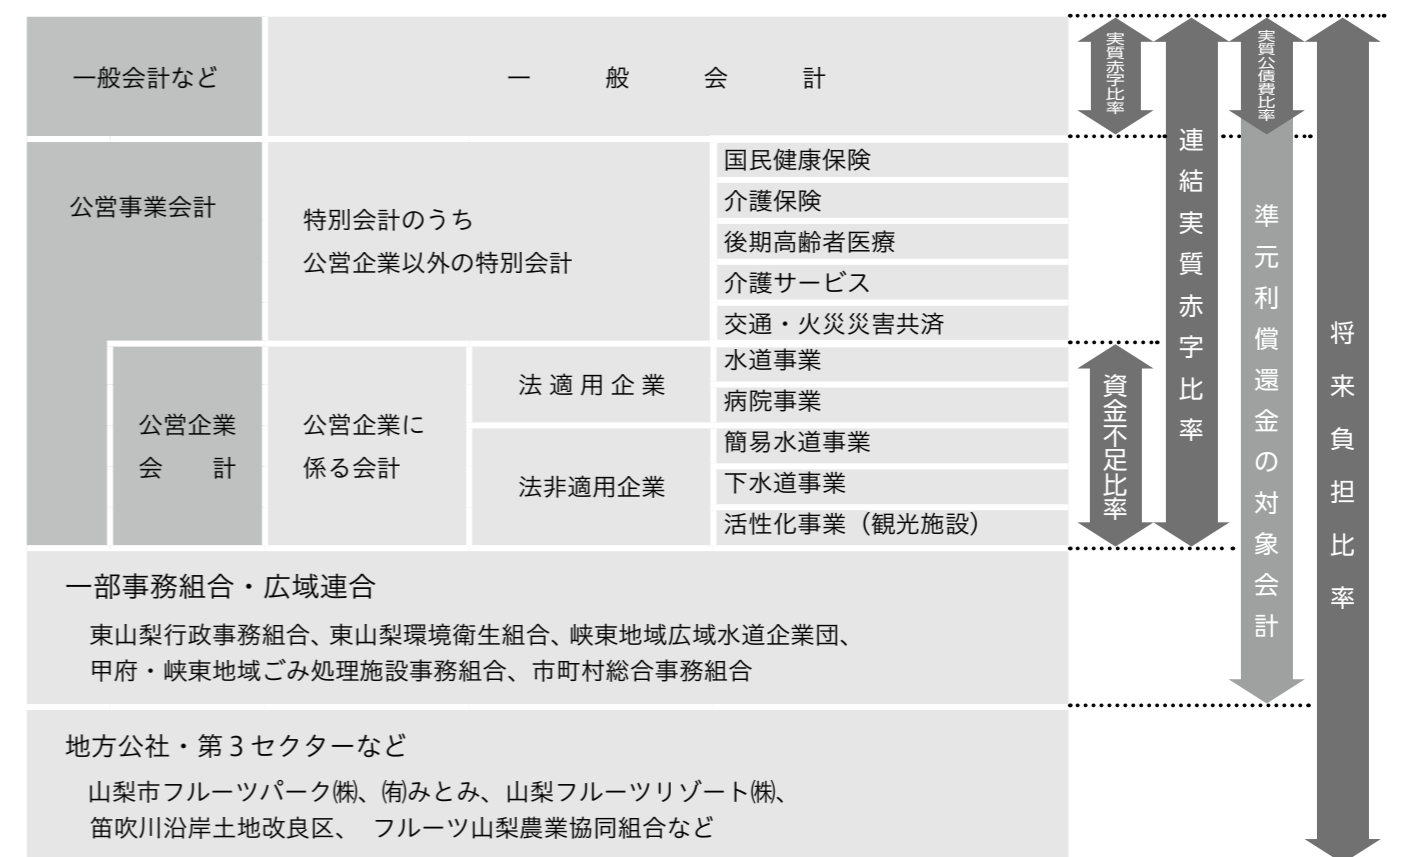 一般会計など
一般会計
公営事業会計
特別会計のうち
公営企業以外の特別会計
国民健康保険
介護保険
後期高齢者医療
介護サービス
交通・火災災害共済
公営企業
会計
公営企業に
係る会計
法適用企業
水道事業
病院事業
法非適用企業
簡易水道事業
下水道事業
活性化事業（観光施設）
一部事務組合・広域連合
東山梨行政事務組合、東山梨環境衛生組合、峡東地域広域水道企業団、
甲府・峡東地域ごみ処理施設事務組合、市町村総合事務組合
地方公社・第3セクターなど
山梨市フルーツパーク㈱、㈲みとみ、山梨フルーツリゾート㈱、
笛吹川沿岸土地改良区、 フルーツ山梨農業協同組合など
実質赤字比率
資金不足比率
連結実質赤字比率
実質公債費比率
準元利償還金の対象会計
将来負担比率